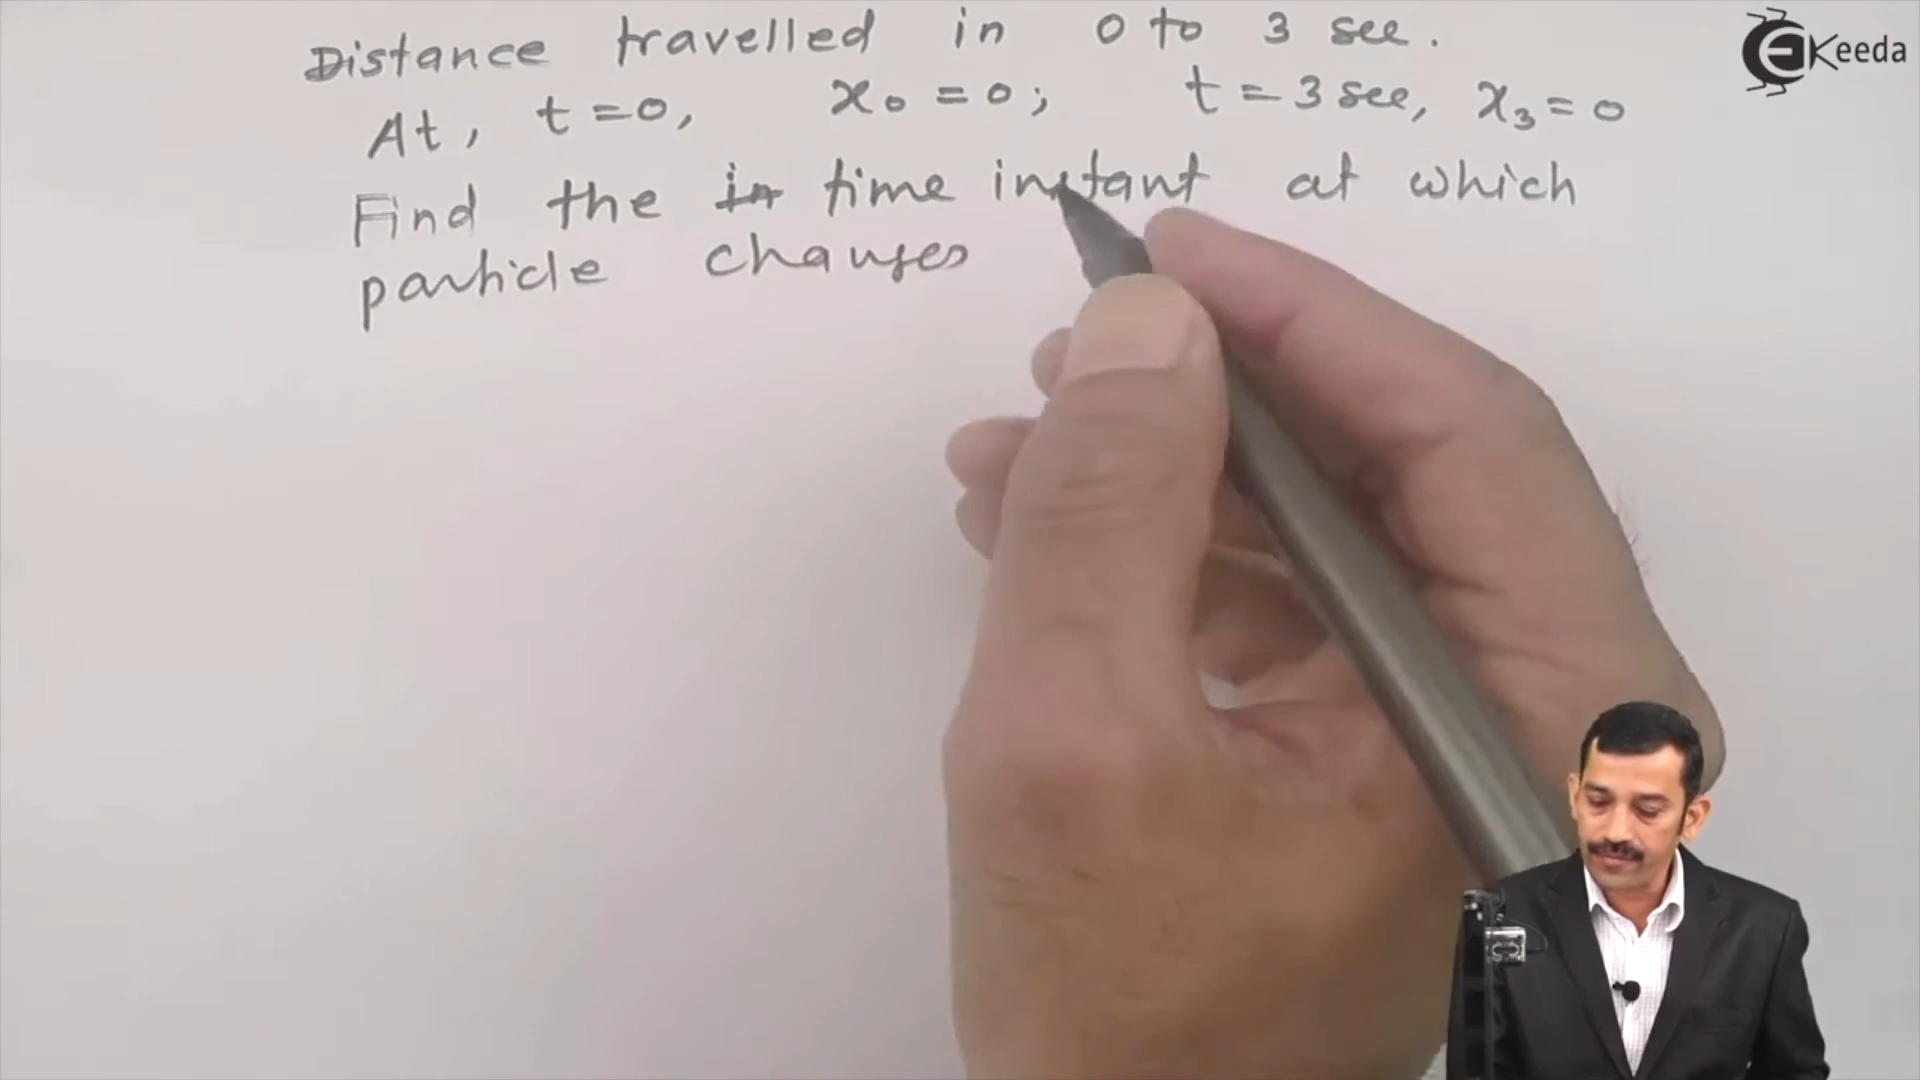 Distance travelled in 0 to 3 sec.
At, t=0, x₀ = 0; t = 3 sec, x₃ = 0
Find the in time instant at which
particle changes
EKeeda